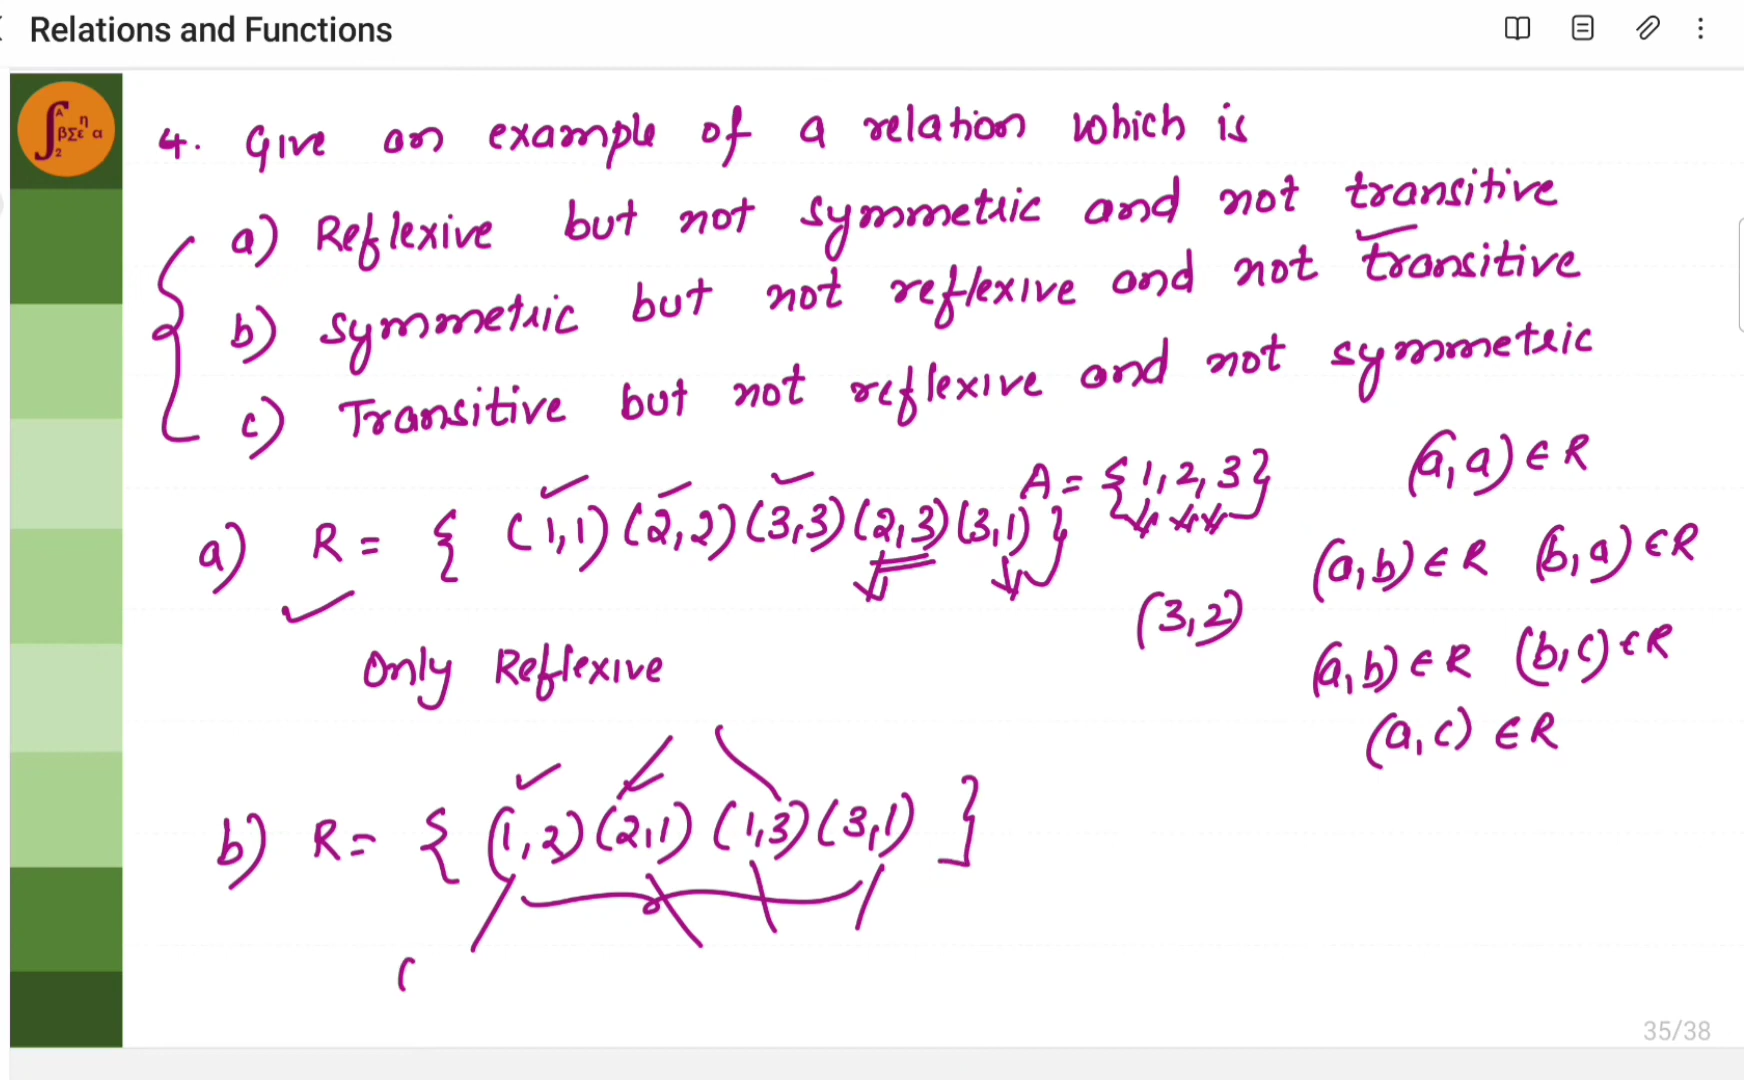 Relations and Functions
A η
∫ βΣε α
2
4. Give an example of a relation which is
a) Reflexive but not symmetric and not transitive
b) symmetric but not reflexive and not transitive
c) Transitive but not reflexive and not symmetric
A = {1, 2, 3}
(a, a) ∈ R
a) R = { (1,1) (2,2) (3,3) (2,3) (3,1) }
(a, b) ∈ R (b, a) ∈ R
(3,2)
Only Reflexive
(a, b) ∈ R (b, c) ∈ R
(a, c) ∈ R
b) R = { (1, 2) (2,1) (1,3) (3,1) }
(
35/38